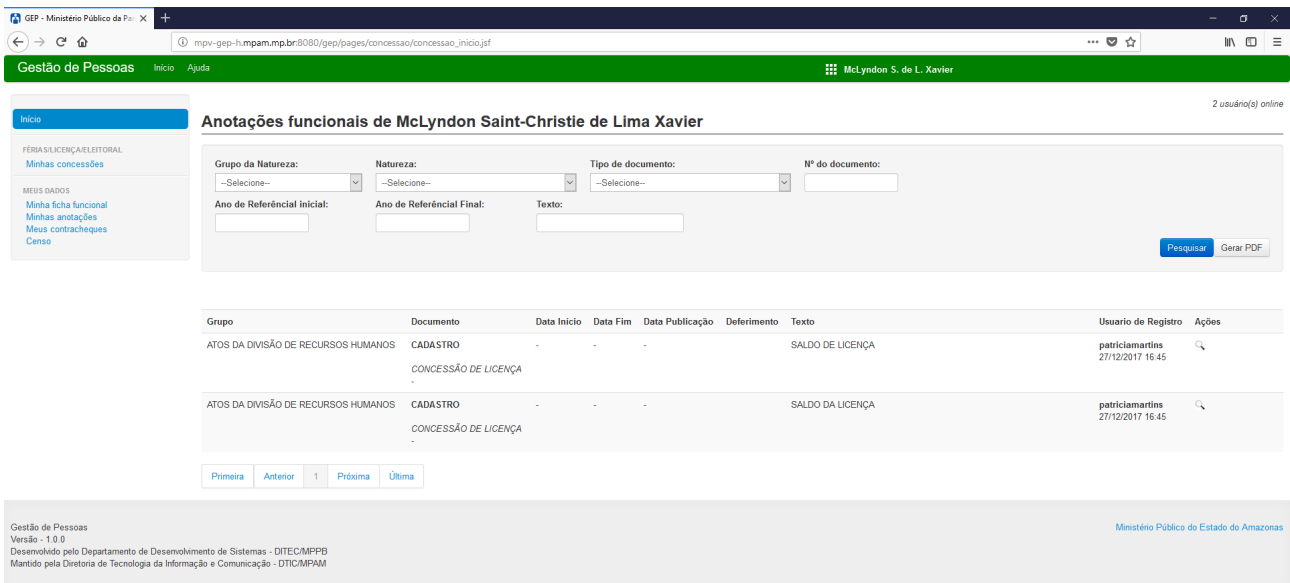 GEP - Ministério Público da Pa
mpv-gep-h.mpam.mp.br:8080/gep/pages/concessao/concessao_inicio.jsf
Gestão de Pessoas Início Ajuda McLyndon S. de L. Xavier
2 usuário(s) online
Início
FÉRIAS/LICENÇA/ELEITORAL
Minhas concessões
MEUS DADOS
Minha ficha funcional
Minhas anotações
Meus contracheques
Censo
Anotações funcionais de McLyndon Saint-Christie de Lima Xavier
Grupo da Natureza: Natureza: Tipo de documento: Nº do documento:
--Selecione-- --Selecione-- --Selecione--
Ano de Referêncial inicial: Ano de Referêncial Final: Texto:
Pesquisar Gerar PDF
Grupo Documento Data Inicio Data Fim Data Publicação Deferimento Texto Usuario de Registro Ações
ATOS DA DIVISÃO DE RECURSOS HUMANOS CADASTRO - - - SALDO DE LICENÇA patriciamartins
27/12/2017 16:45
CONCESSÃO DE LICENÇA
-
ATOS DA DIVISÃO DE RECURSOS HUMANOS CADASTRO - - - SALDO DA LICENÇA patriciamartins
27/12/2017 16:45
CONCESSÃO DE LICENÇA
-
Primeira Anterior 1 Próxima Última
Gestão de Pessoas Ministério Público do Estado do Amazonas
Versão - 1.0.0
Desenvolvido pelo Departamento de Desenvolvimento de Sistemas - DITEC/MPPB
Mantido pela Diretoria de Tecnologia da Informação e Comunicação - DTIC/MPAM